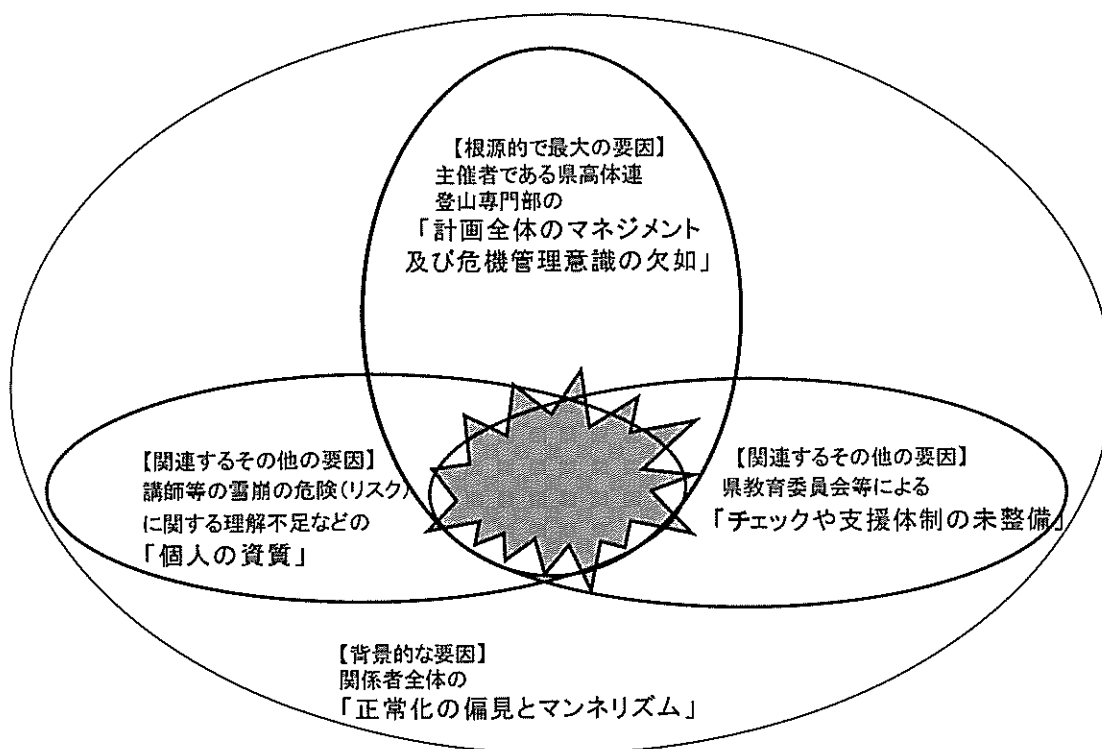 【根源的で最大の要因】
主催者である県高体連
登山専門部の
「計画全体のマネジメント
及び危機管理意識の欠如」
【関連するその他の要因】
講師等の雪崩の危険(リスク)
に関する理解不足などの
「個人の資質」
【関連するその他の要因】
県教育委員会等による
「チェックや支援体制の未整備」
【背景的な要因】
関係者全体の
「正常化の偏見とマンネリズム」